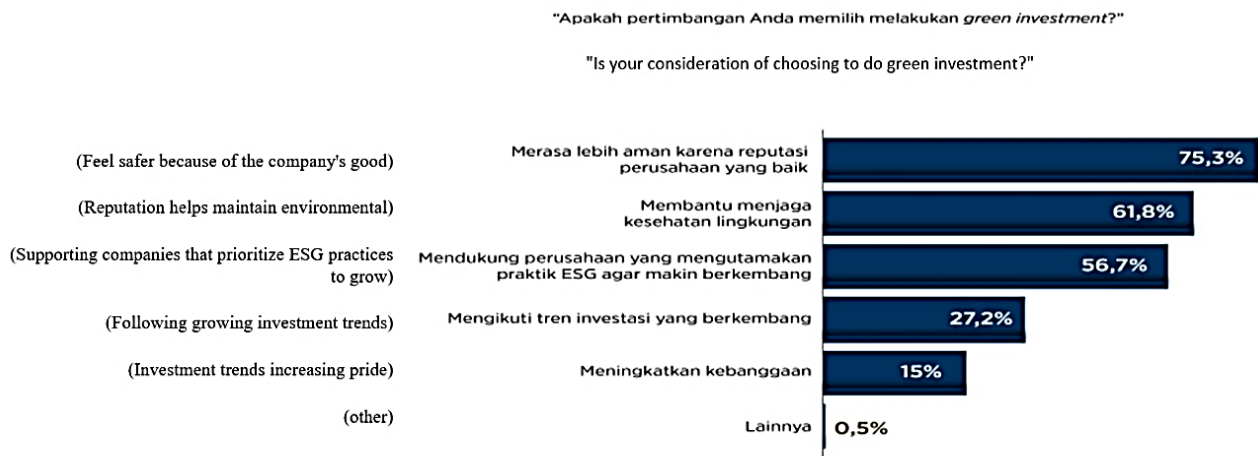 "Apakah pertimbangan Anda memilih melakukan green investment?"
"Is your consideration of choosing to do green investment?"
(Feel safer because of the company's good)
Merasa lebih aman karena reputasi
perusahaan yang baik
75,3%
(Reputation helps maintain environmental)
Membantu menjaga
kesehatan lingkungan
61,8%
(Supporting companies that prioritize ESG practices
to grow)
Mendukung perusahaan yang mengutamakan
praktik ESG agar makin berkembang
56,7%
(Following growing investment trends)
Mengikuti tren investasi yang berkembang
27,2%
(Investment trends increasing pride)
Meningkatkan kebanggaan
15%
(other)
Lainnya
0,5%